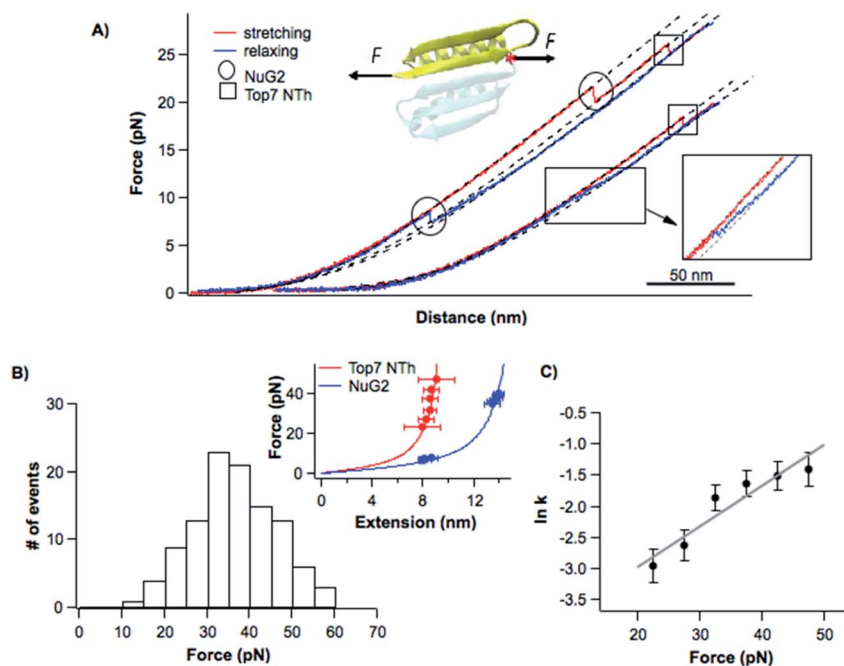 A)
stretching
relaxing
NuG2
Top7 NTh
F
F
Force (pN)
25
20
15
10
5
0
50 nm
Distance (nm)
B)
# of events
30
20
10
0
0 10 20 30 40 50 60 70
Force (pN)
Top7 NTh
NuG2
Force (pN)
40
20
0
0 4 8 12
Extension (nm)
C)
ln k
-0.5
-1.0
-1.5
-2.0
-2.5
-3.0
-3.5
20 30 40 50
Force (pN)